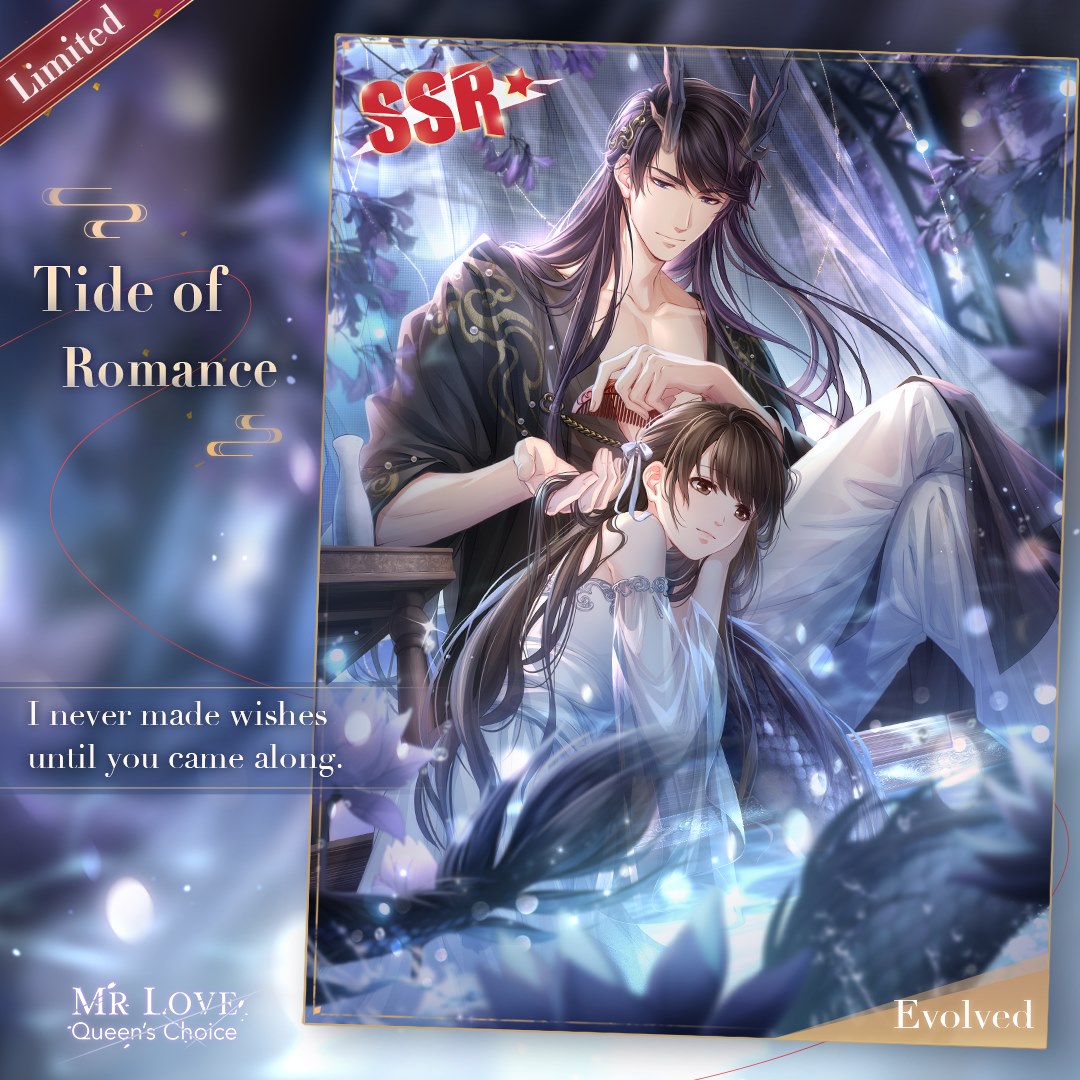 Limited
SSR
Tide of
Romance
I never made wishes
until you came along.
MR LOVE
Queen's Choice
Evolved